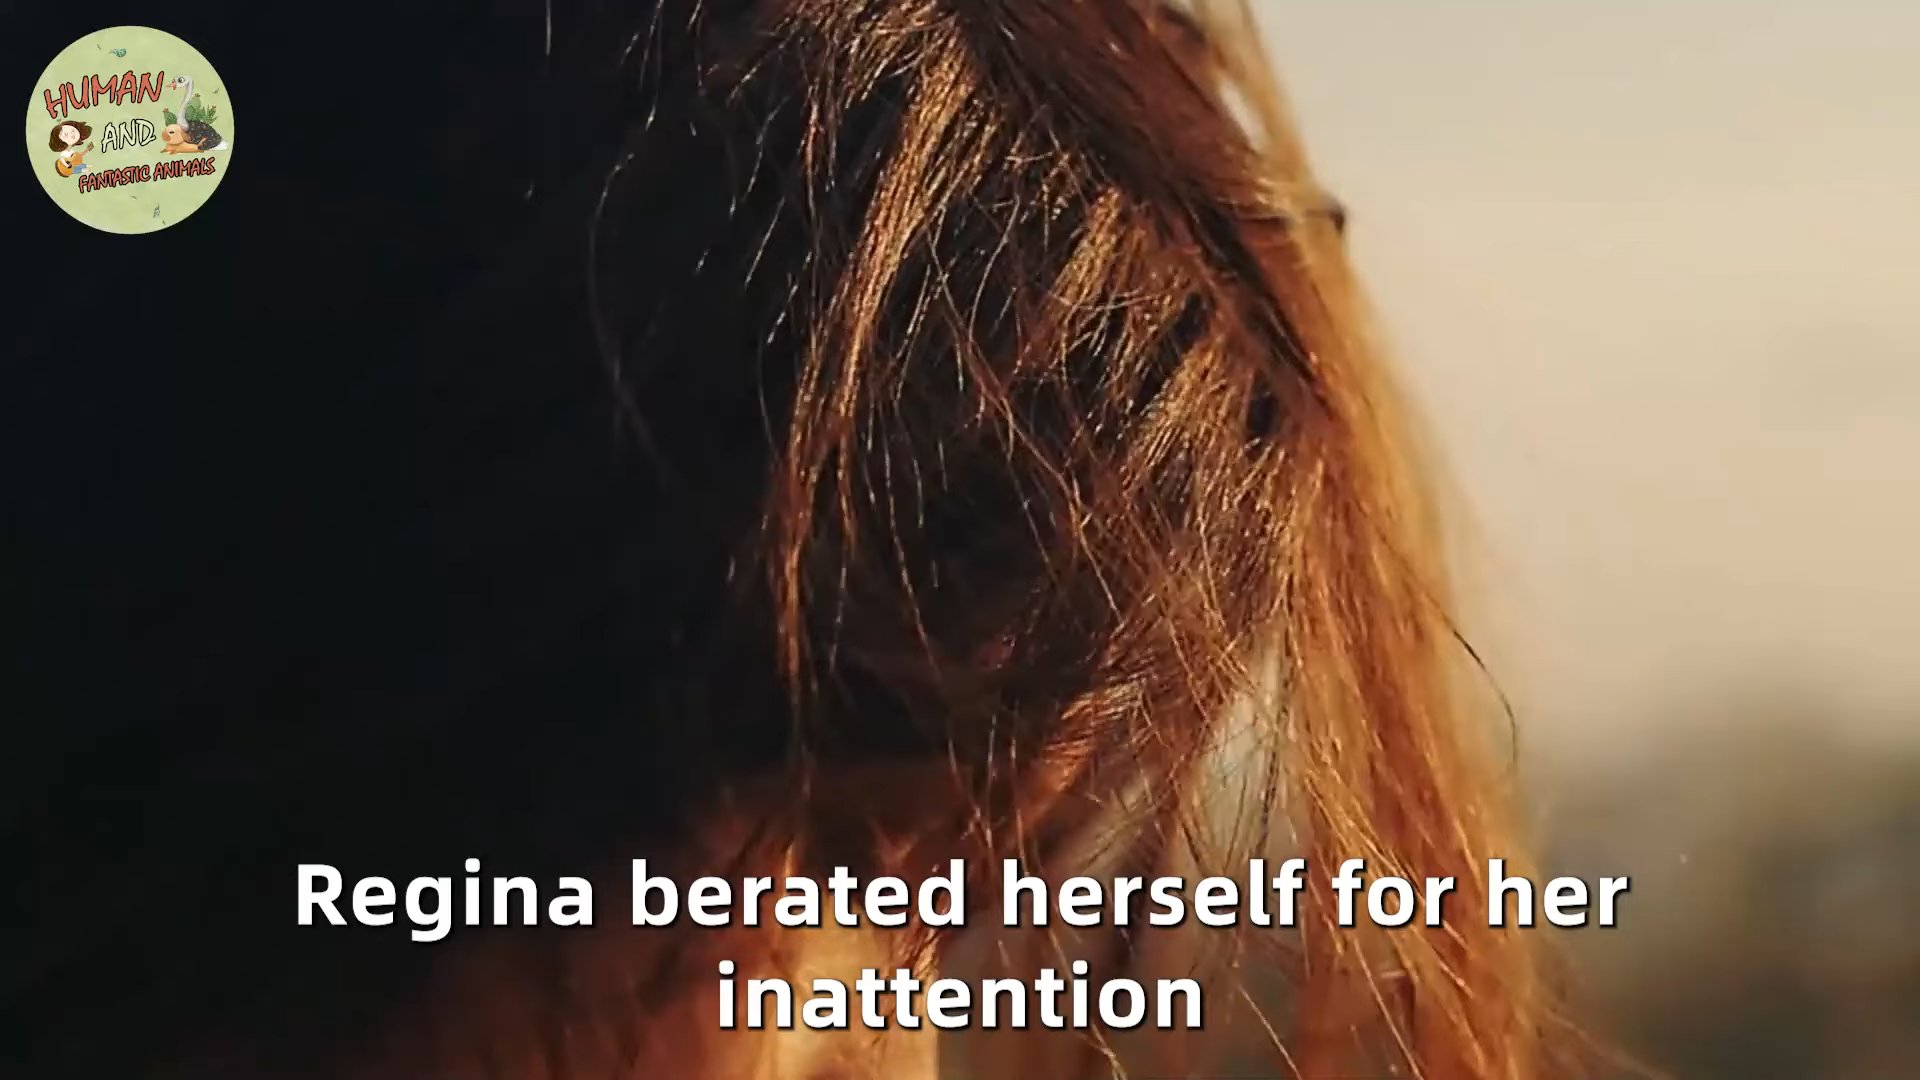 HUMAN
AND
FANTASTIC ANIMALS
Regina berated herself for her
inattention